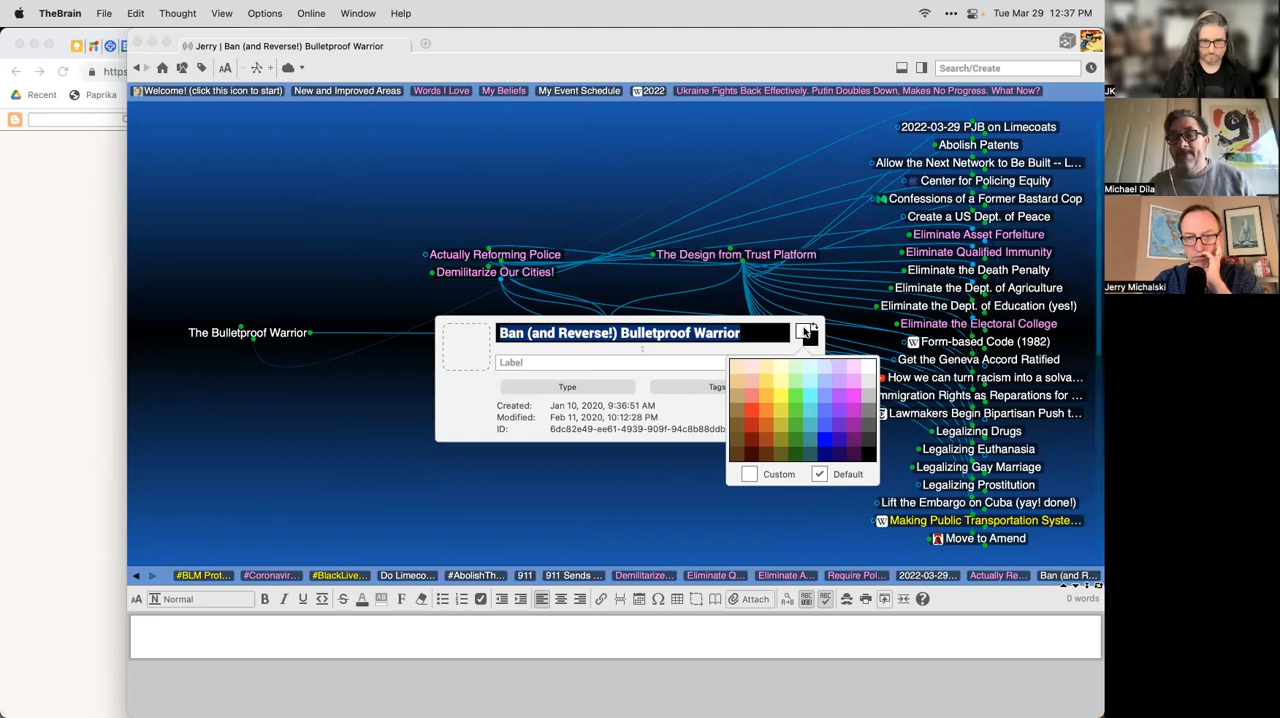 TheBrain File Edit Thought View Options Online Window Help Tue Mar 29 12:37 PM
Jerry | Ban (and Reverse!) Bulletproof Warrior
https
Search/Create
Recent Paprika
Welcome! (click this icon to start) New and Improved Areas Words I Love My Beliefs My Event Schedule 2022 Ukraine Fights Back Effectively. Putin Doubles Down, Makes No Progress. What Now?
JK
2022-03-29 PJB on Limecoats
Abolish Patents
Allow the Next Network to Be Built -- L...
Center for Policing Equity
Michael Dila
Confessions of a Former Bastard Cop
Create a US Dept. of Peace
Eliminate Asset Forfeiture
Actually Reforming Police The Design from Trust Platform Eliminate Qualified Immunity
Demilitarize Our Cities! Eliminate the Death Penalty
Eliminate the Dept. of Agriculture
Jerry Michalski
Eliminate the Dept. of Education (yes!)
Eliminate the Electoral College
The Bulletproof Warrior Ban (and Reverse!) Bulletproof Warrior
Form-based Code (1982)
Label
Get the Geneva Accord Ratified
How we can turn racism into a solva...
Type Tags
mmigration Rights as Reparations for ...
Created: Jan 10, 2020, 9:36:51 AM
Lawmakers Begin Bipartisan Push t...
Modified: Feb 11, 2020, 10:12:28 PM
ID: 6dc82e49-ee61-4939-909f-94c8b88ddb
Legalizing Drugs
Legalizing Euthanasia
Legalizing Gay Marriage
Custom Default
Legalizing Prostitution
Lift the Embargo on Cuba (yay! done!)
Making Public Transportation Syste...
Move to Amend
#BLM Prot... #Coronavir... #BlackLive... Do Limeco... #AbolishTh... 911 911 Sends ... Demilitarize... Eliminate Q... Eliminate A... Require Pol... 2022-03-29... Actually Re... Ban (and R...
Normal B I U S Attach 0 words